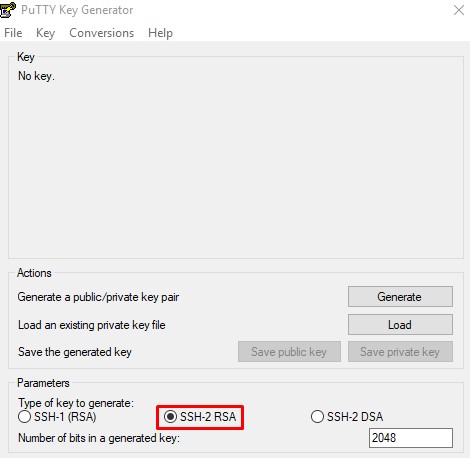 PuTTY Key Generator
File Key Conversions Help
Key
No key.
Actions
Generate a public/private key pair
Generate
Load an existing private key file
Load
Save the generated key
Save public key
Save private key
Parameters
Type of key to generate:
SSH-1 (RSA)
SSH-2 RSA
SSH-2 DSA
Number of bits in a generated key:
2048